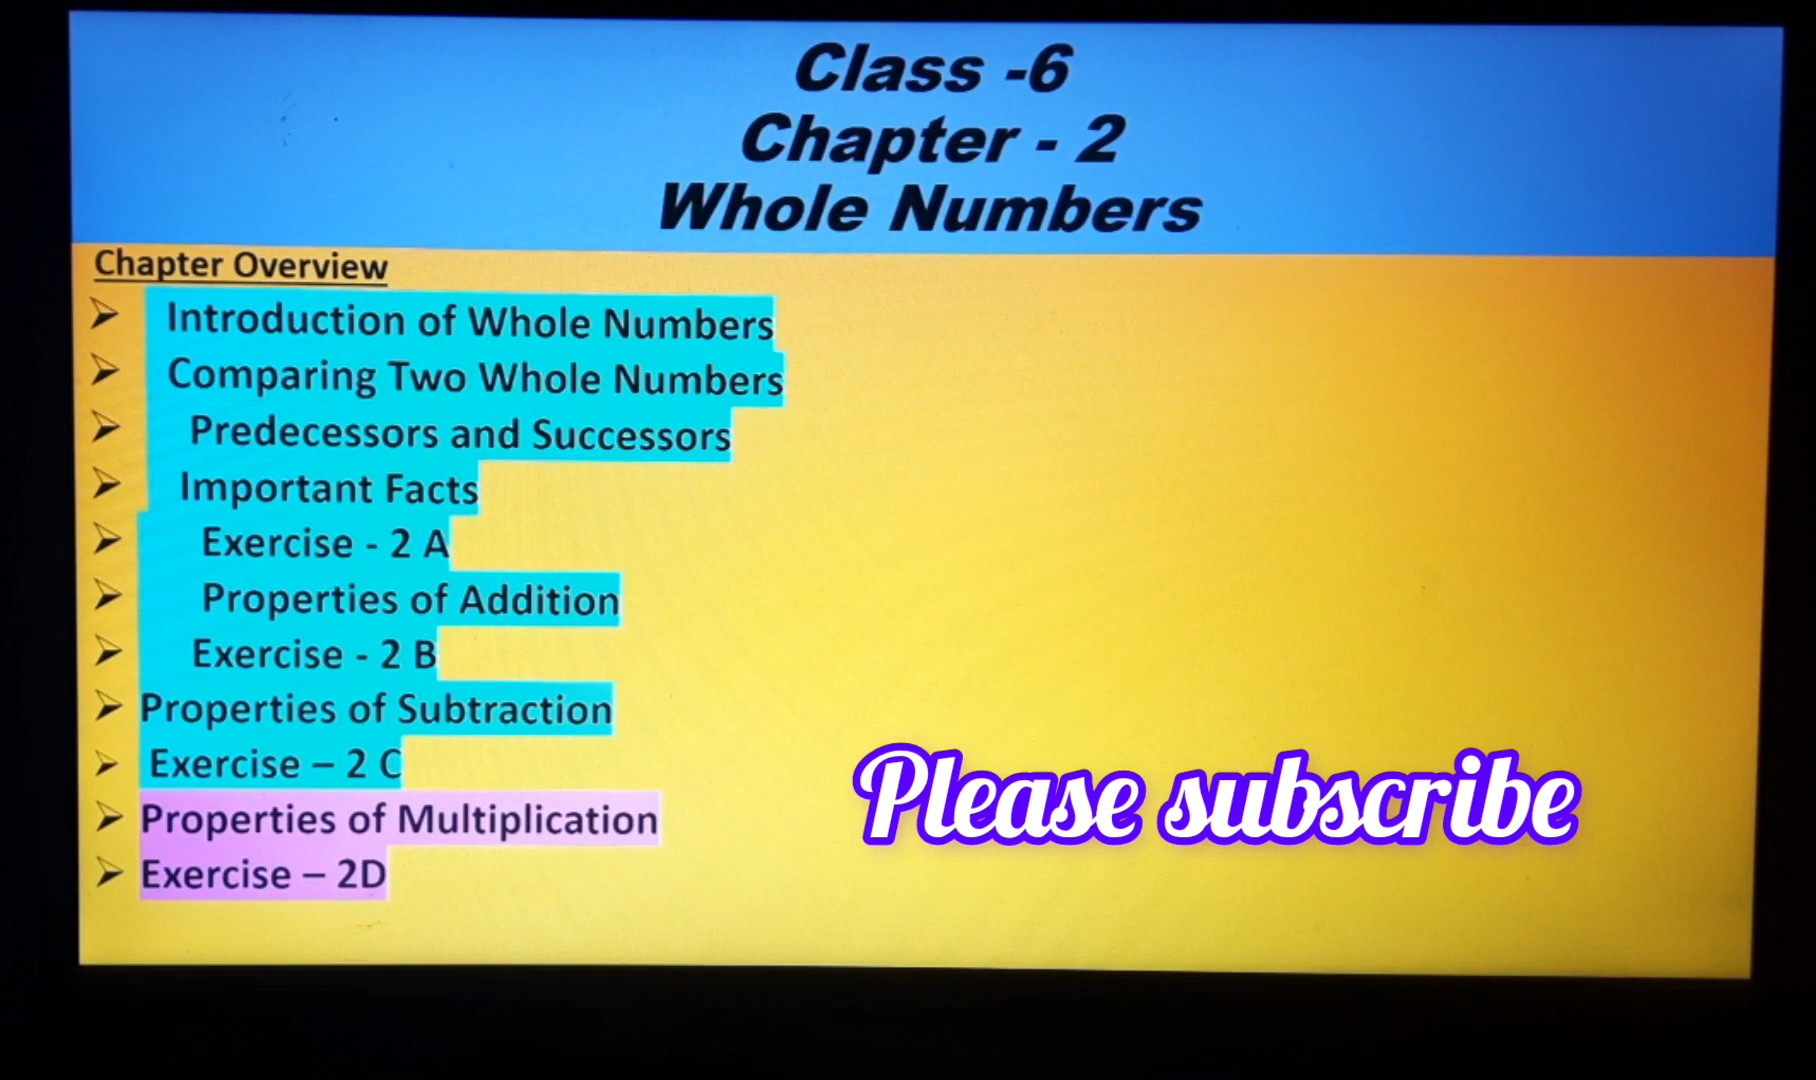 Class -6
Chapter - 2
Whole Numbers
Chapter Overview
Introduction of Whole Numbers
Comparing Two Whole Numbers
Predecessors and Successors
Important Facts
Exercise - 2 A
Properties of Addition
Exercise - 2 B
Properties of Subtraction
Exercise – 2 C
Properties of Multiplication
Exercise – 2D
Please subscribe